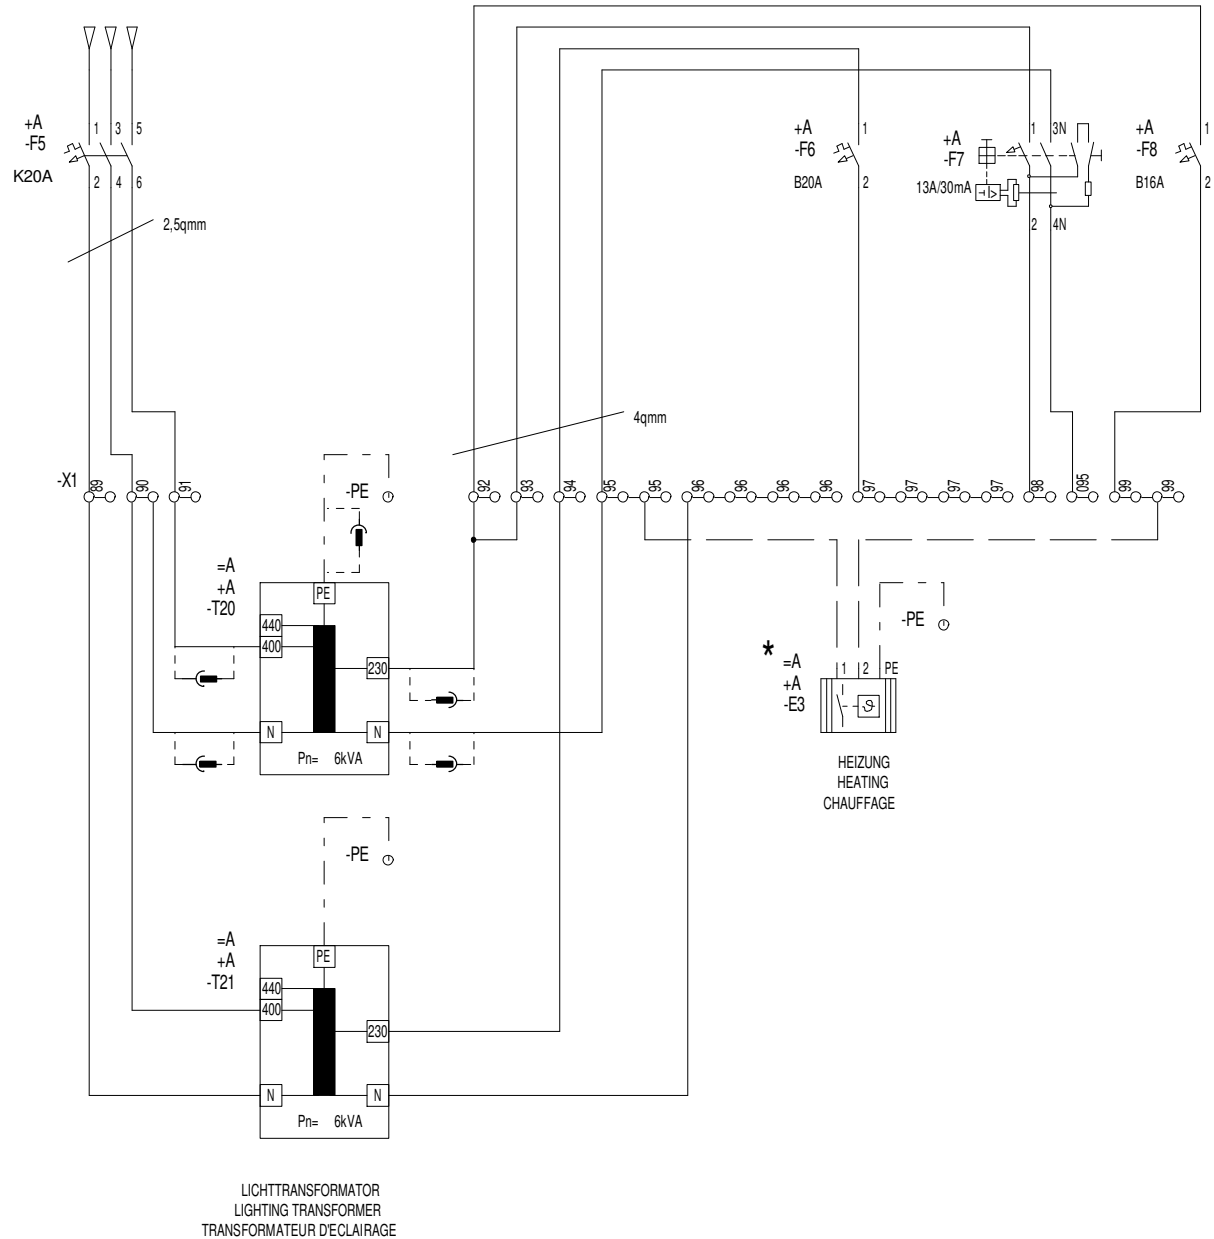 +A
-F5
K20A
1 3 5
2 4 6
2,5qmm
+A
-F6
B20A
1
2
+A
-F7
13A/30mA
1 3N
2 4N
+A
-F8
B16A
1
2
4qmm
-X1
89 90 91 92 93 94 95 95 96 96 96 96 97 97 97 97 98 095 99 99
-PE
=A
+A
-T20
PE
440
400
230
N N
Pn= 6kVA
-PE
*
=A
+A
-E3
1 2 PE
ϑ
HEIZUNG
HEATING
CHAUFFAGE
-PE
=A
+A
-T21
PE
440
400
230
N N
Pn= 6kVA
LICHTTRANSFORMATOR
LIGHTING TRANSFORMER
TRANSFORMATEUR D'ECLAIRAGE